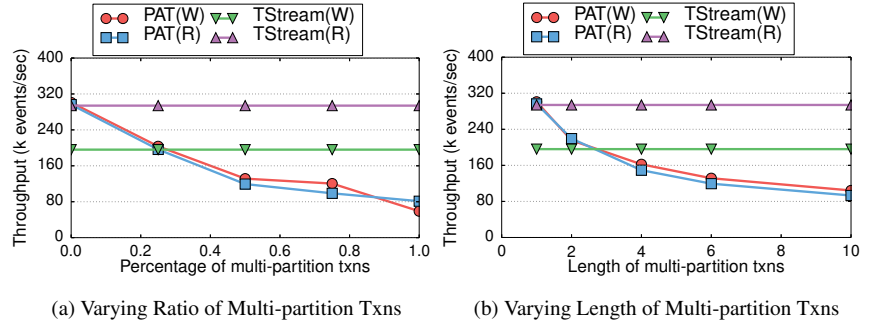 PAT(W) TStream(W)
PAT(R) TStream(R)
Throughput (k events/sec)
400
320
240
160
80
0
0.0 0.2 0.4 0.6 0.8 1.0
Percentage of multi-partition txns
(a) Varying Ratio of Multi-partition Txns
PAT(W) TStream(W)
PAT(R) TStream(R)
Throughput (k events/sec)
400
320
240
160
80
0
0 2 4 6 8 10
Length of multi-partition txns
(b) Varying Length of Multi-partition Txns